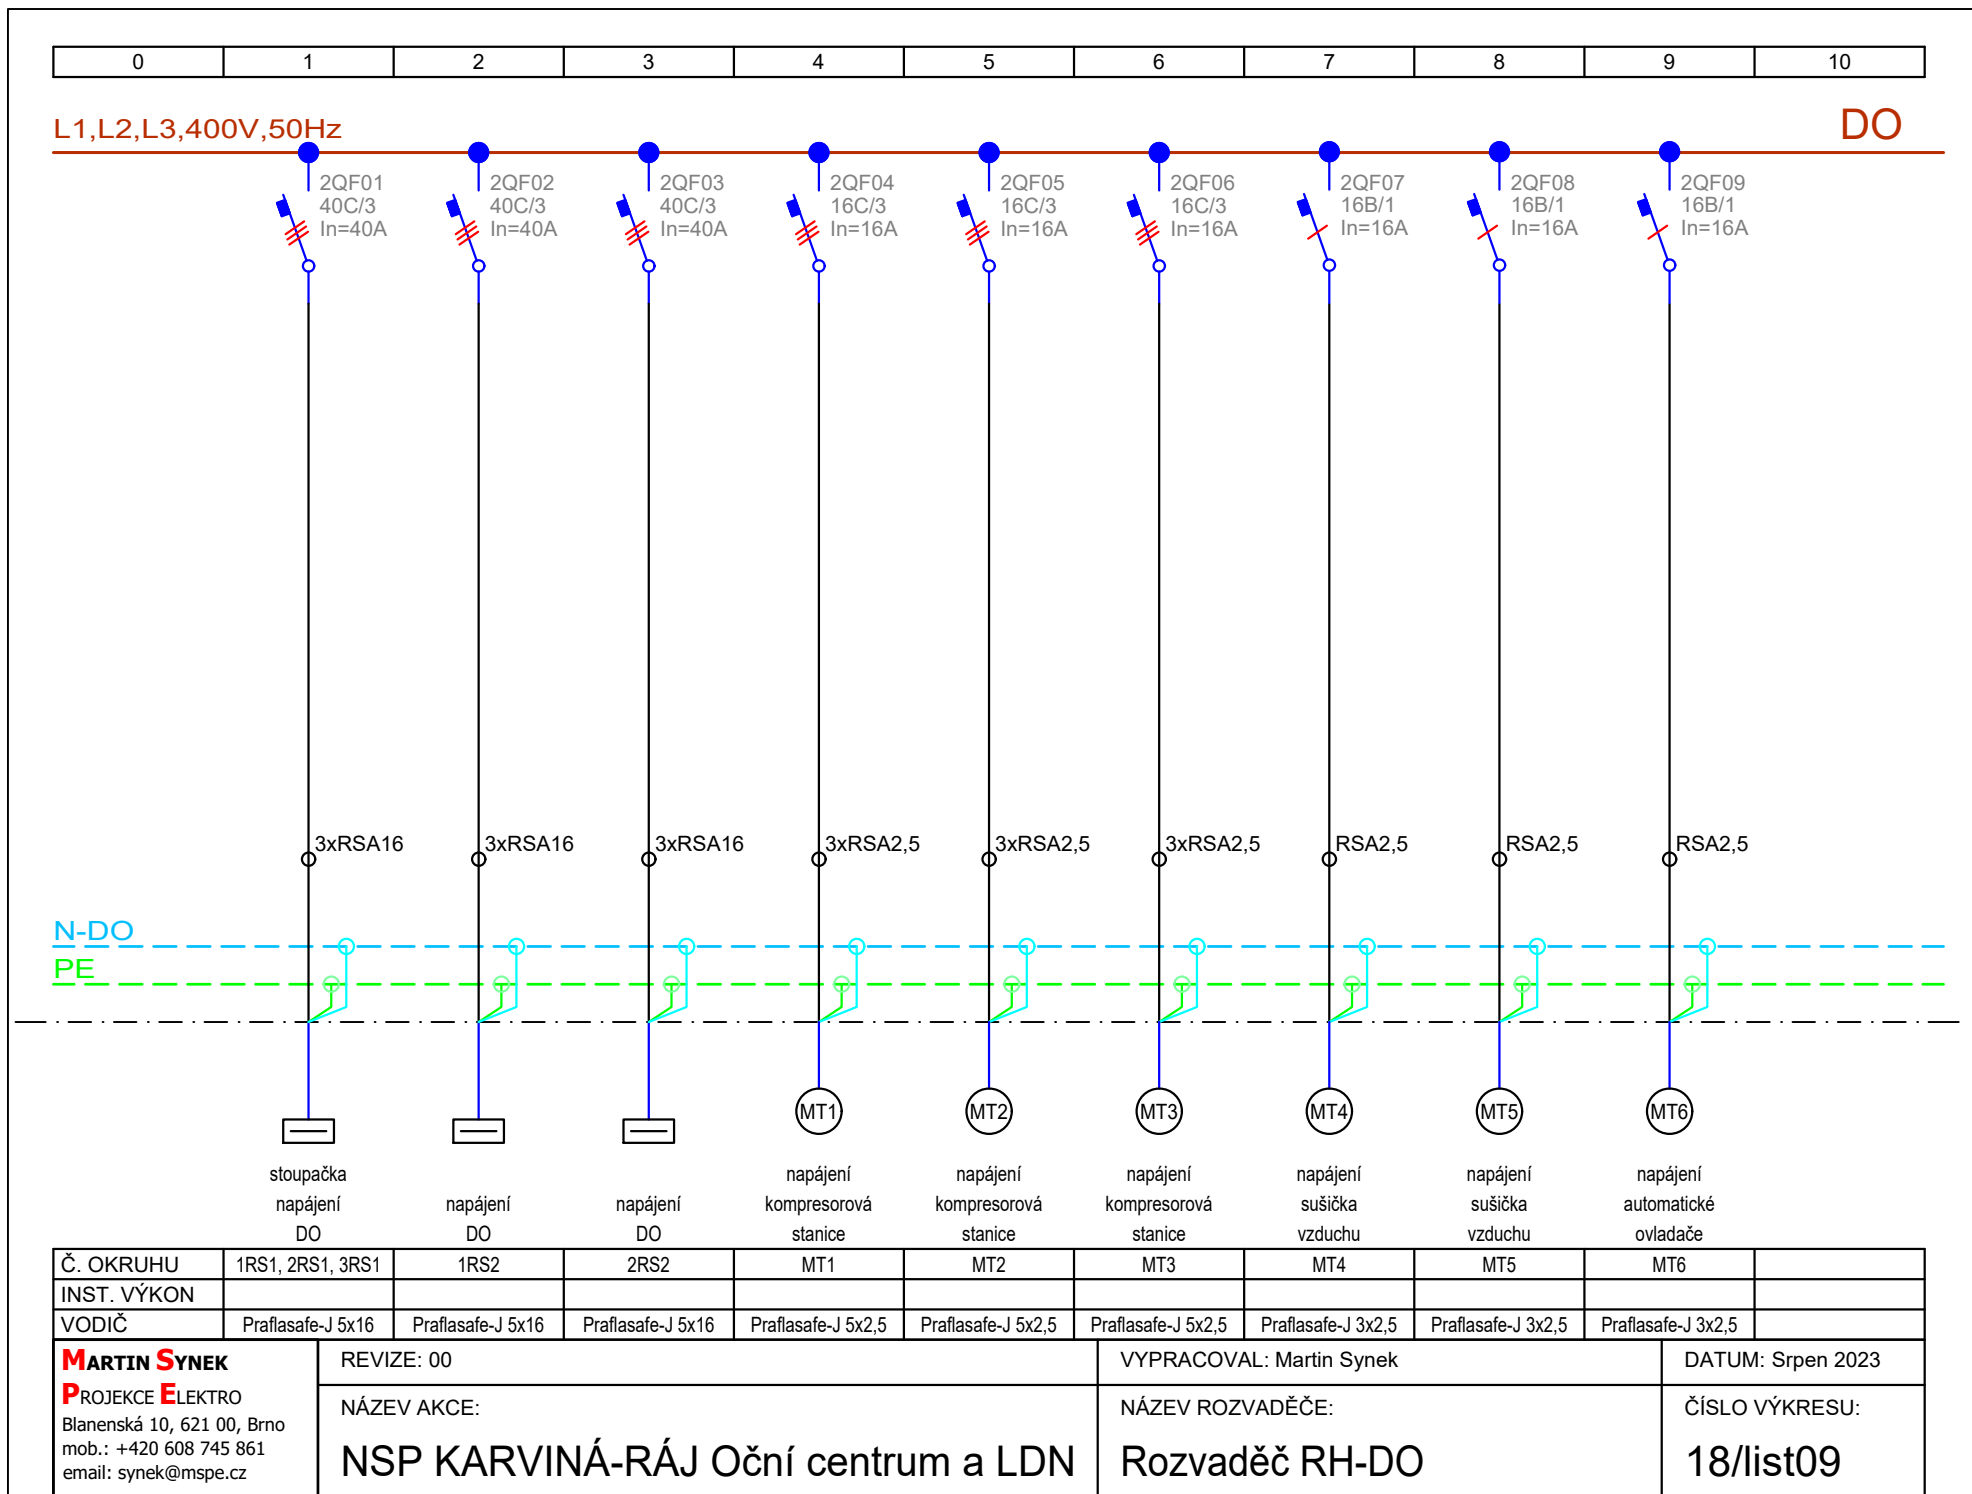 0 1 2 3 4 5 6 7 8 9 10
L1,L2,L3,400V,50Hz
DO
2QF01 2QF02 2QF03 2QF04 2QF05 2QF06 2QF07 2QF08 2QF09
40C/3 40C/3 40C/3 16C/3 16C/3 16C/3 16B/1 16B/1 16B/1
In=40A In=40A In=40A In=16A In=16A In=16A In=16A In=16A In=16A
3xRSA16 3xRSA16 3xRSA16 3xRSA2,5 3xRSA2,5 3xRSA2,5 RSA2,5 RSA2,5 RSA2,5
N-DO
PE
MT1 MT2 MT3 MT4 MT5 MT6
stoupačka napájení napájení napájení napájení napájení napájení
napájení napájení napájení kompresorová kompresorová kompresorová sušička sušička automatické
DO DO DO stanice stanice stanice vzduchu vzduchu ovladače
Č. OKRUHU 1RS1, 2RS1, 3RS1 1RS2 2RS2 MT1 MT2 MT3 MT4 MT5 MT6
INST. VÝKON
VODIČ Praflasafe-J 5x16 Praflasafe-J 5x16 Praflasafe-J 5x16 Praflasafe-J 5x2,5 Praflasafe-J 5x2,5 Praflasafe-J 5x2,5 Praflasafe-J 3x2,5 Praflasafe-J 3x2,5 Praflasafe-J 3x2,5
MARTIN SYNEK
PROJEKCE ELEKTRO
Blanenská 10, 621 00, Brno
mob.: +420 608 745 861
email: synek@mspe.cz
REVIZE: 00
VYPRACOVAL: Martin Synek
DATUM: Srpen 2023
NÁZEV AKCE:
NSP KARVINÁ-RÁJ Oční centrum a LDN
NÁZEV ROZVADĚČE:
Rozvaděč RH-DO
ČÍSLO VÝKRESU:
18/list09